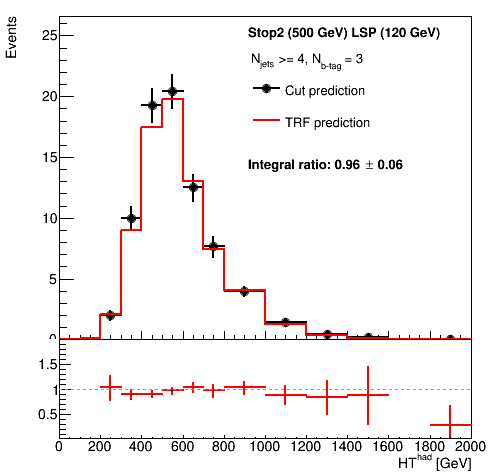 Events
Stop2 (500 GeV) LSP (120 GeV)
N_jets >= 4, N_b-tag = 3
Cut prediction
TRF prediction
Integral ratio: 0.96 ± 0.06
25
20
15
10
5
0
1.5
1
0.5
0 200 400 600 800 1000 1200 1400 1600 1800 2000
HT^had [GeV]